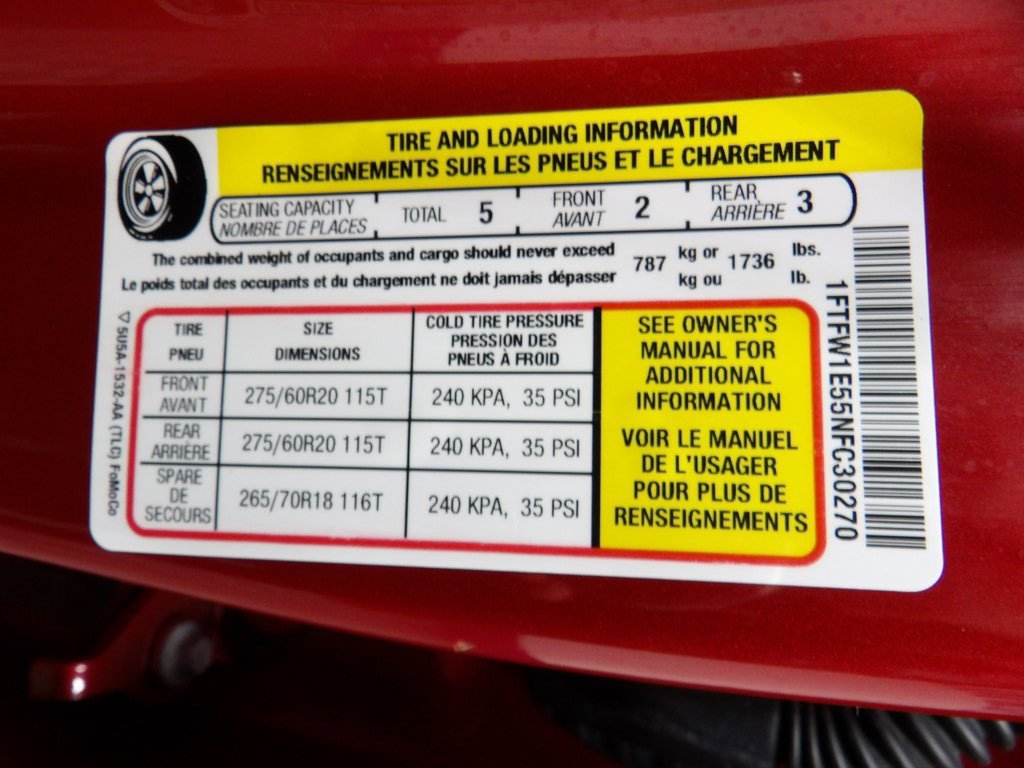 TIRE AND LOADING INFORMATION
RENSEIGNEMENTS SUR LES PNEUS ET LE CHARGEMENT
SEATING CAPACITY
NOMBRE DE PLACES
TOTAL 5
FRONT
AVANT 2
REAR
ARRIÈRE 3
The combined weight of occupants and cargo should never exceed
Le poids total des occupants et du chargement ne doit jamais dépasser
787 kg or 1736 lbs.
kg ou lb.
TIRE
PNEU
SIZE
DIMENSIONS
COLD TIRE PRESSURE
PRESSION DES
PNEUS À FROID
FRONT
AVANT
275/60R20 115T
240 KPA, 35 PSI
REAR
ARRIÈRE
275/60R20 115T
240 KPA, 35 PSI
SPARE
DE
SECOURS
265/70R18 116T
240 KPA, 35 PSI
SEE OWNER'S
MANUAL FOR
ADDITIONAL
INFORMATION
VOIR LE MANUEL
DE L'USAGER
POUR PLUS DE
RENSEIGNEMENTS
1FTFW1E55NFC30270
5U5A-1532-AA (TLC) FoMoCo